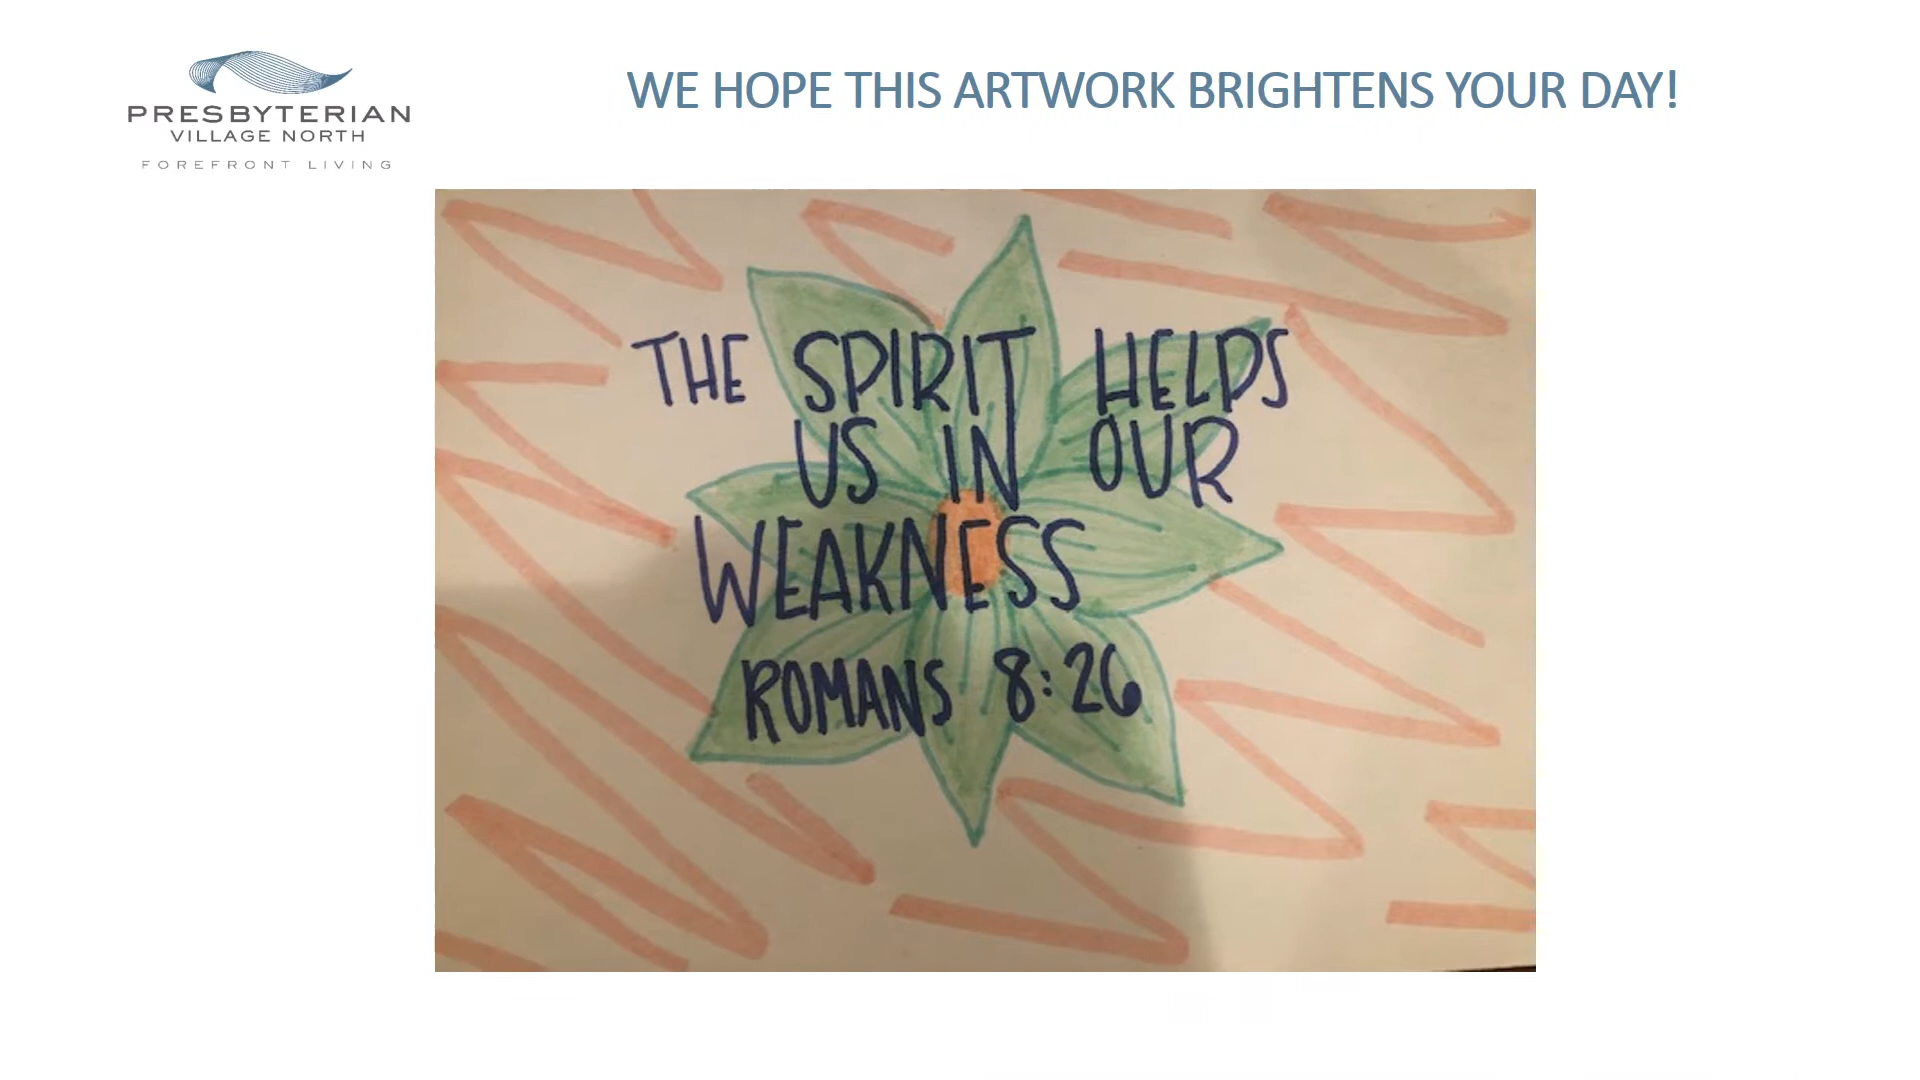 PRESBYTERIAN
VILLAGE NORTH
FOREFRONT LIVING
WE HOPE THIS ARTWORK BRIGHTENS YOUR DAY!
THE SPIRIT HELPS
US IN OUR
WEAKNESS
ROMANS 8:26